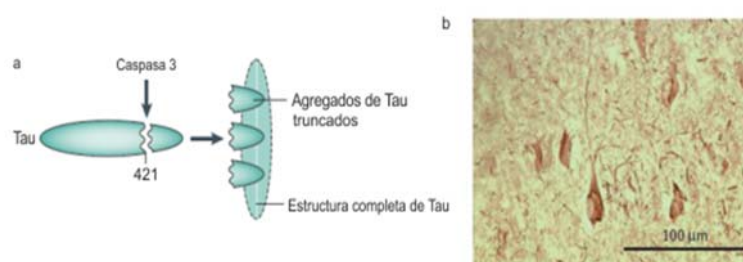 a
Caspasa 3
Tau
421
Agregados de Tau
truncados
Estructura completa de Tau
b
100 µm